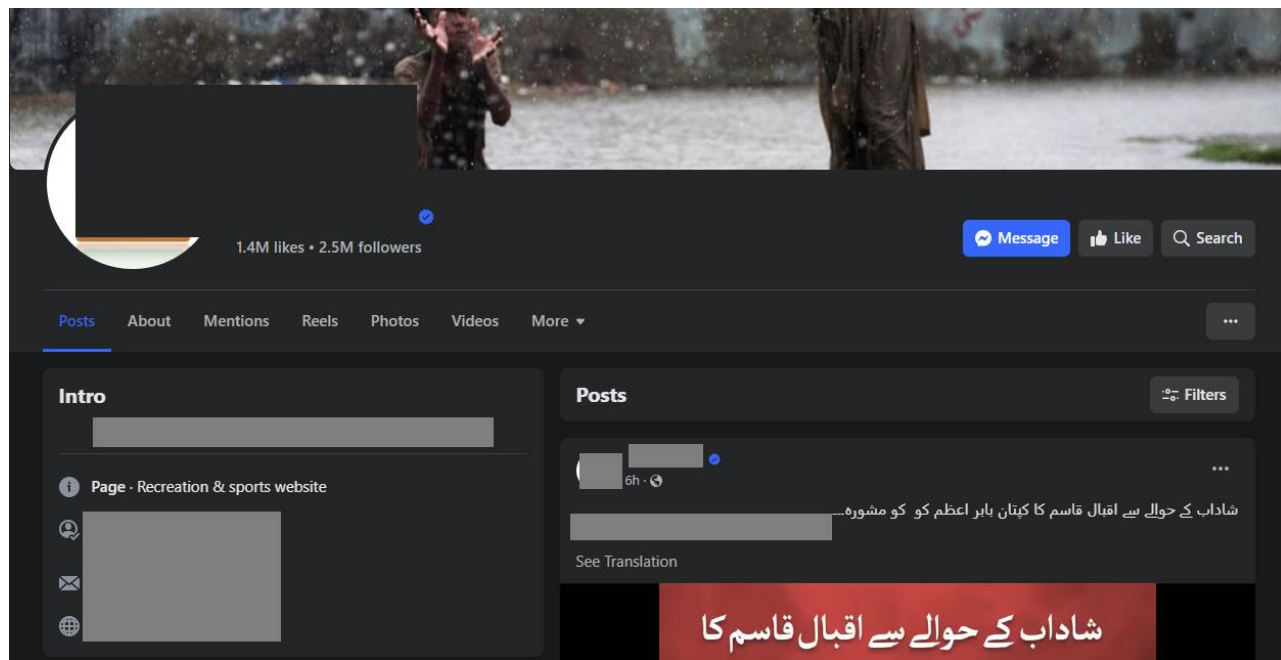 1.4M likes • 2.5M followers
Message
Like
Search
Posts
About
Mentions
Reels
Photos
Videos
More
Intro
Page · Recreation & sports website
Posts
Filters
6h ·
شاداب کے حوالے سے اقبال قاسم کا کپتان بابر اعظم کو کو مشورہ...
See Translation
شاداب کے حوالے سے اقبال قاسم کا